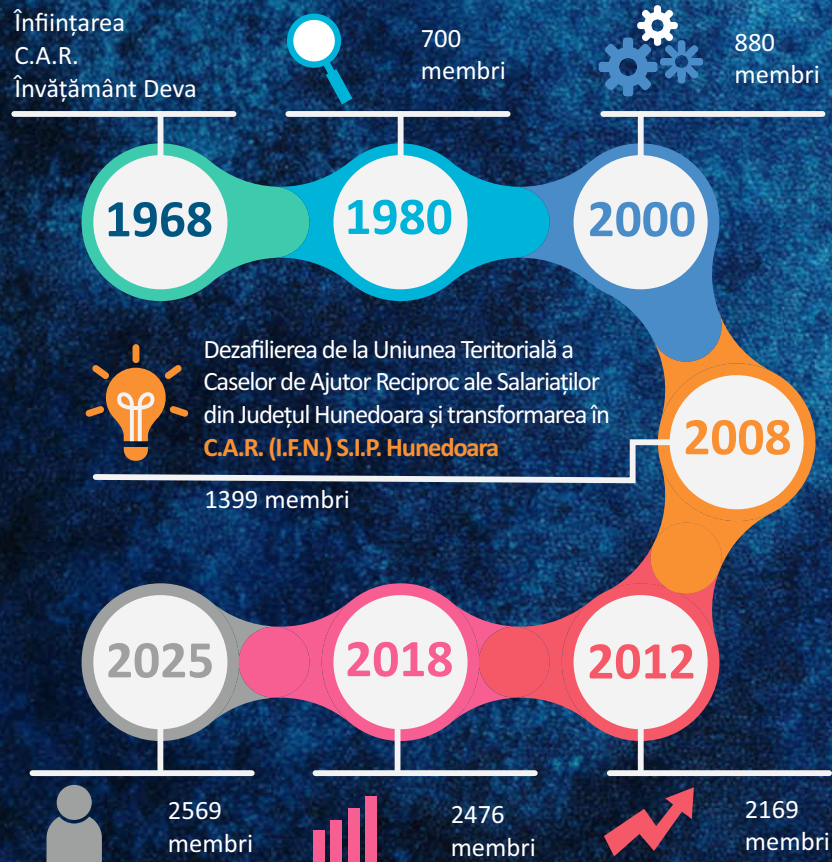 Înființarea
C.A.R.
Învățământ Deva
700
membri
880
membri
1968
1980
2000
Dezafilierea de la Uniunea Teritorială a
Caselor de Ajutor Reciproc ale Salariaților
din Județul Hunedoara și transformarea în
C.A.R. (I.F.N.) S.I.P. Hunedoara
2008
1399 membri
2025
2018
2012
2569
membri
2476
membri
2169
membri